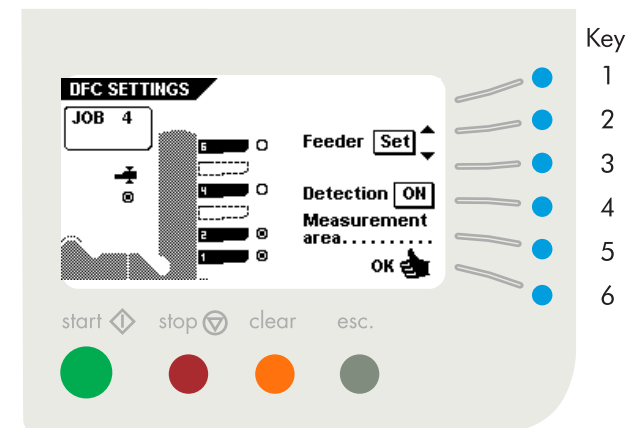 Key
DFC SETTINGS
1
JOB 4
2
Feeder Set
5
3
4
Detection ON
4
Measurement
area..........
2
5
1
OK
6
start stop clear esc.